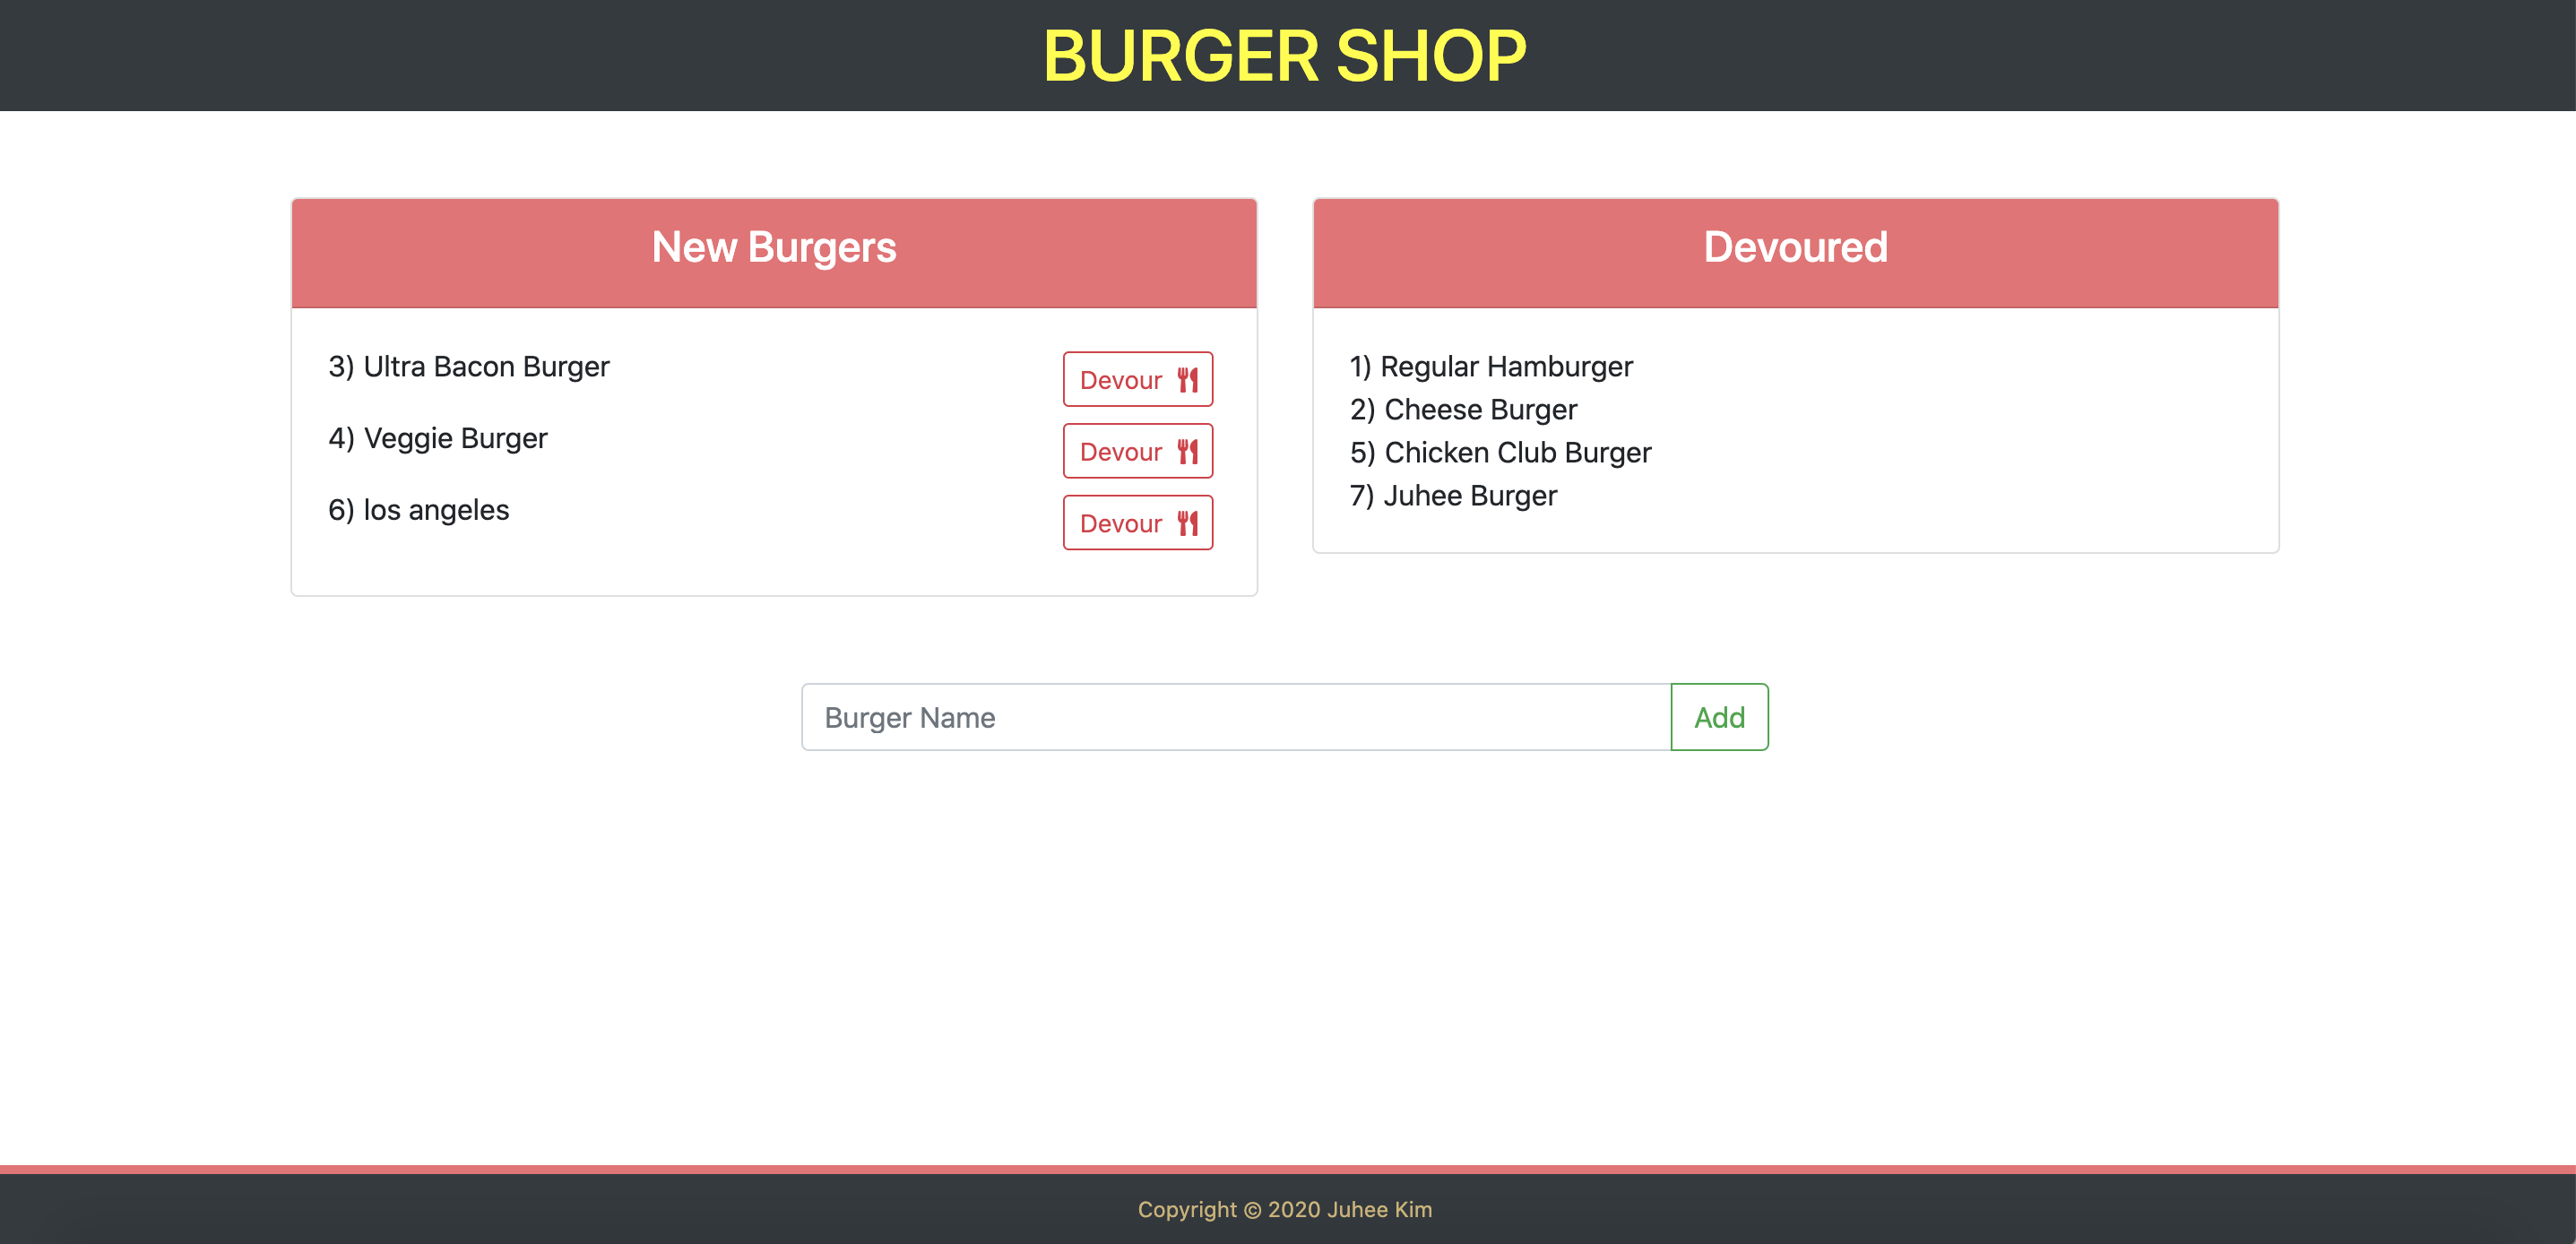 BURGER SHOP
New Burgers
3) Ultra Bacon Burger
Devour
4) Veggie Burger
Devour
6) los angeles
Devour
Devoured
1) Regular Hamburger
2) Cheese Burger
5) Chicken Club Burger
7) Juhee Burger
Burger Name
Add
Copyright © 2020 Juhee Kim